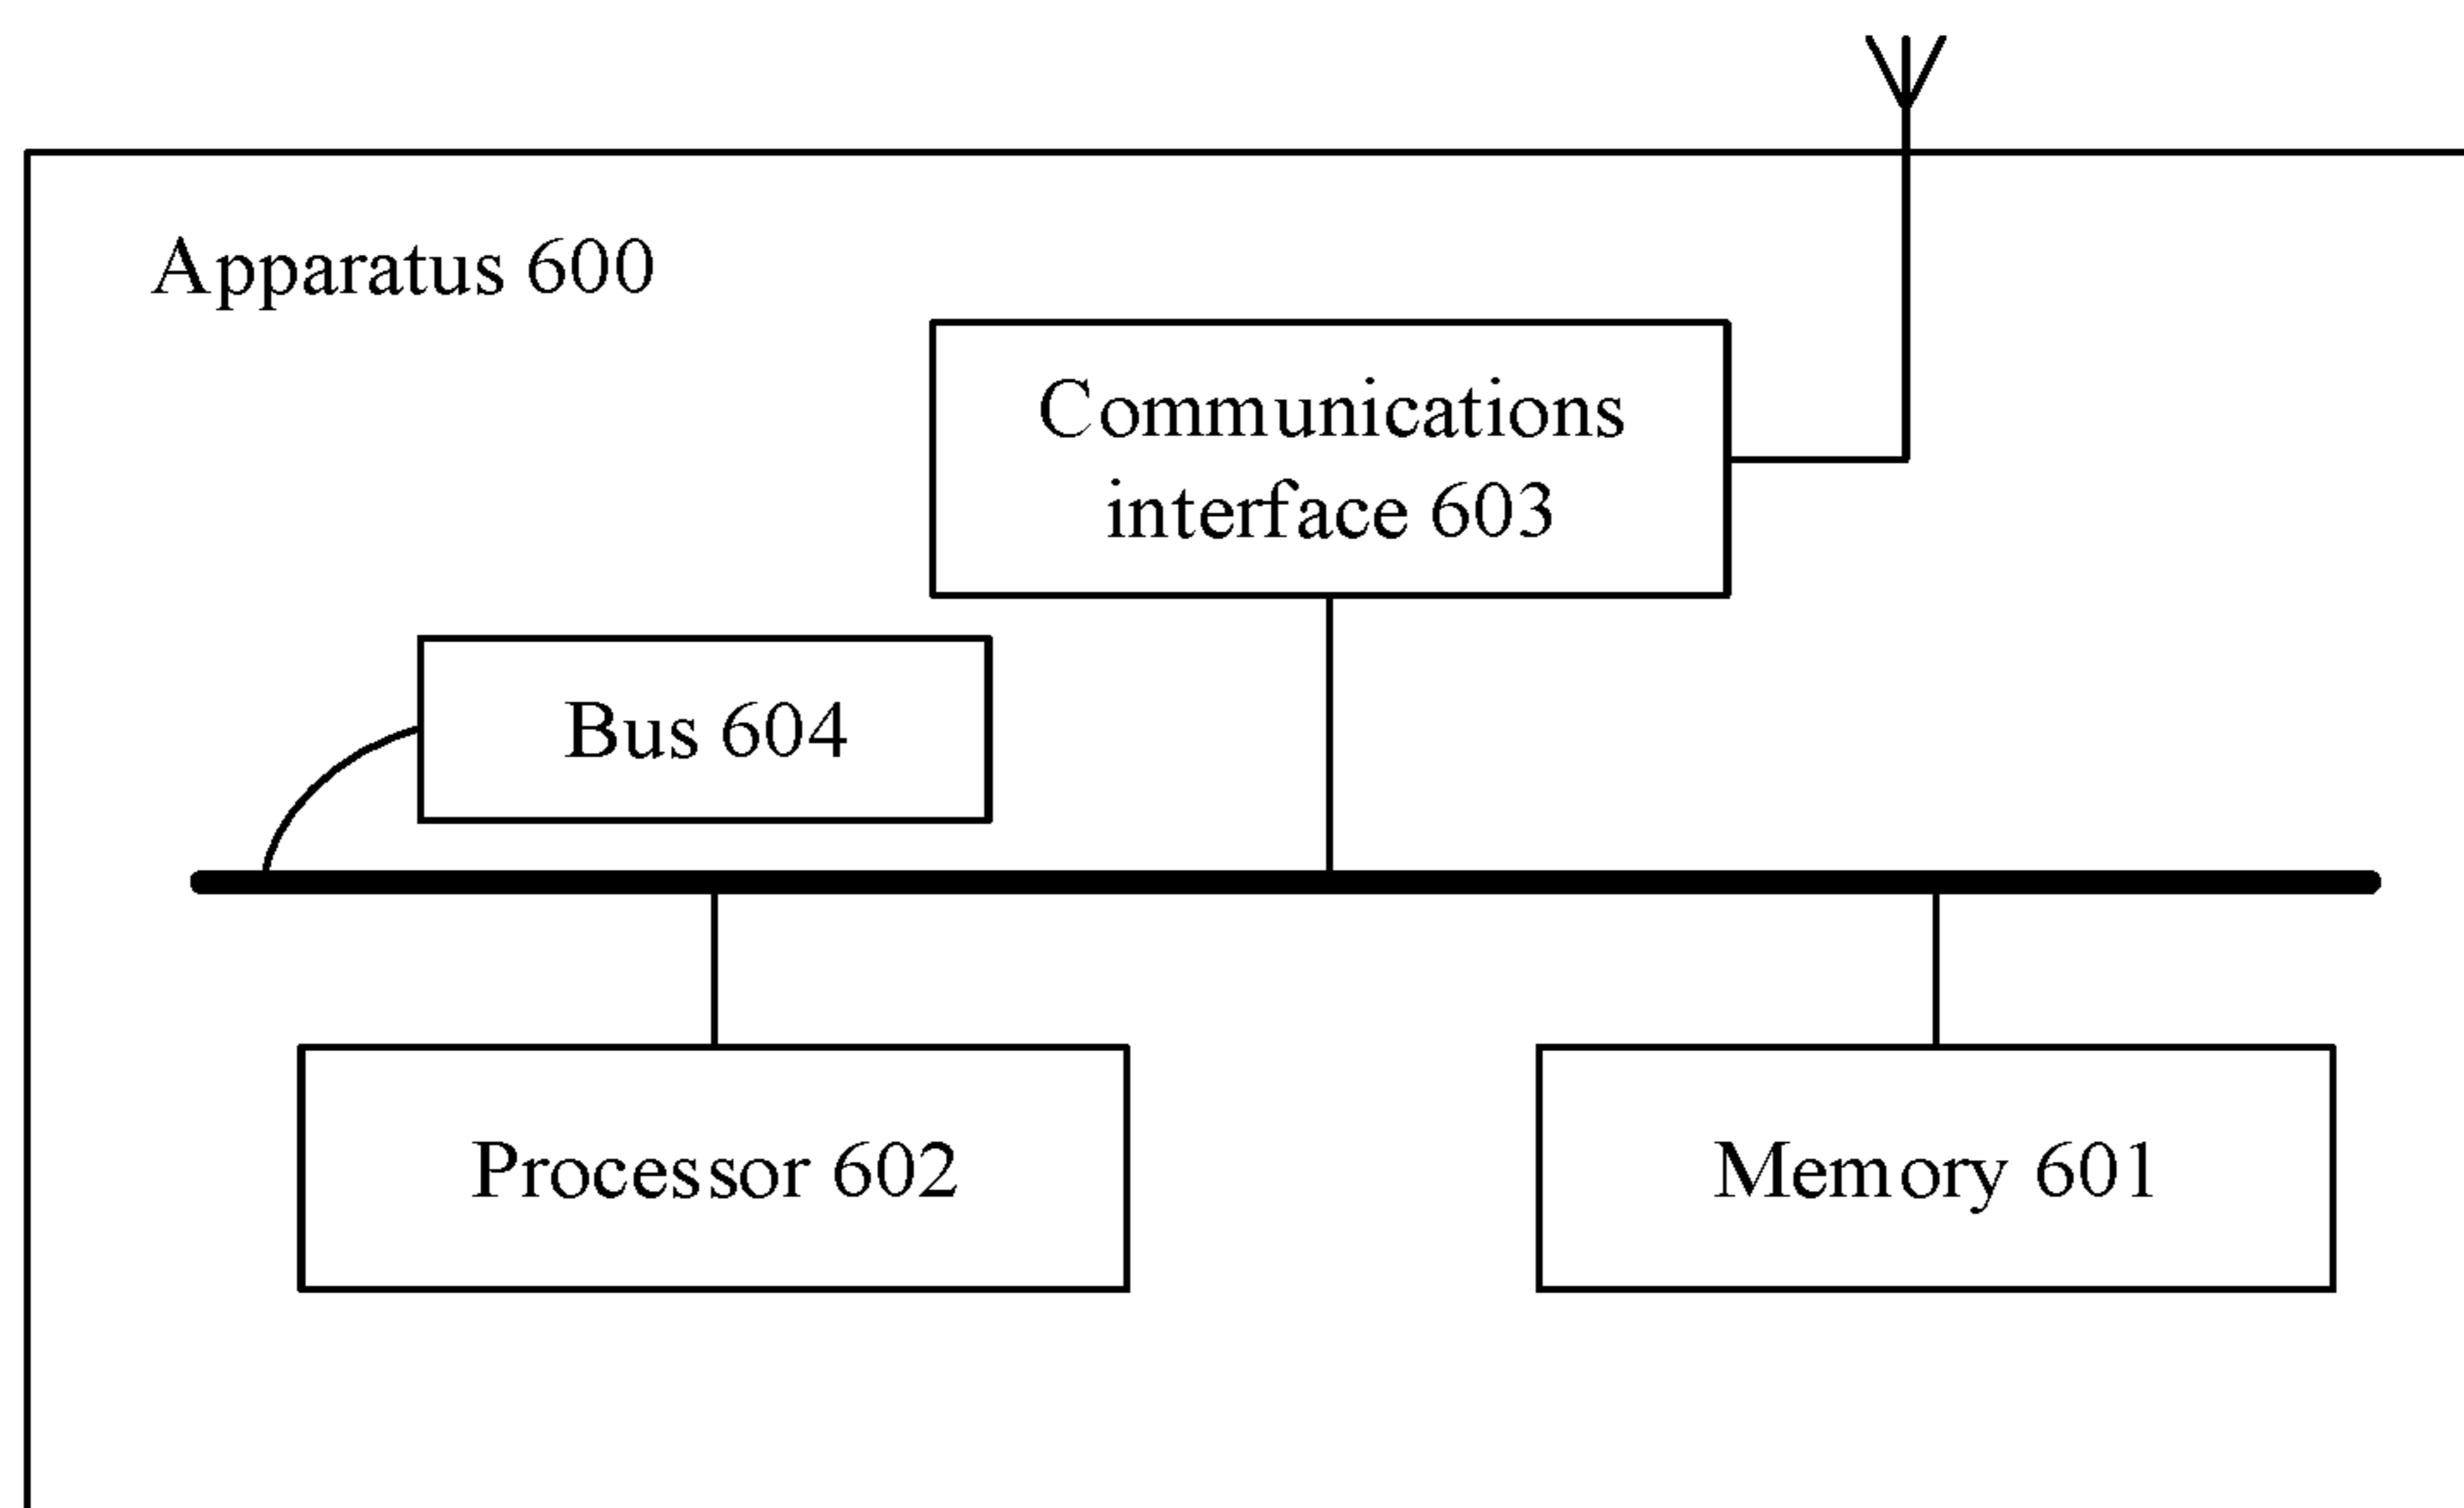 Apparatus 600
Communications
interface 603
Bus 604
Processor 602
Memory 601